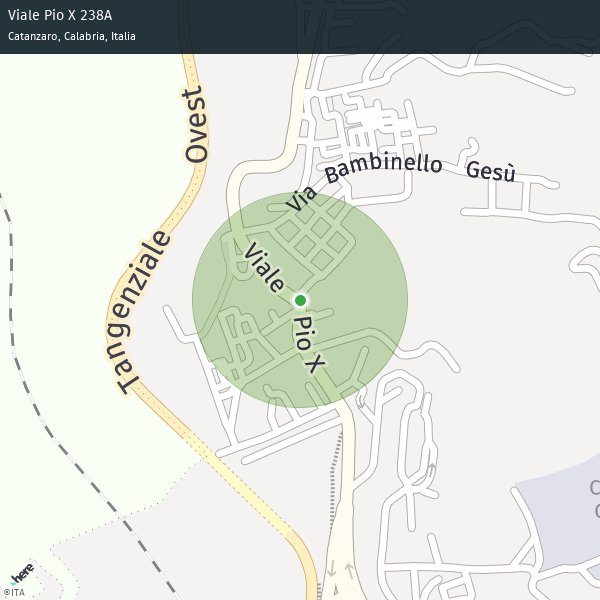 Viale Pio X 238A
Catanzaro, Calabria, Italia
Tangenziale Ovest
Via Bambinello Gesù
Viale Pio X
C
here
©ITA